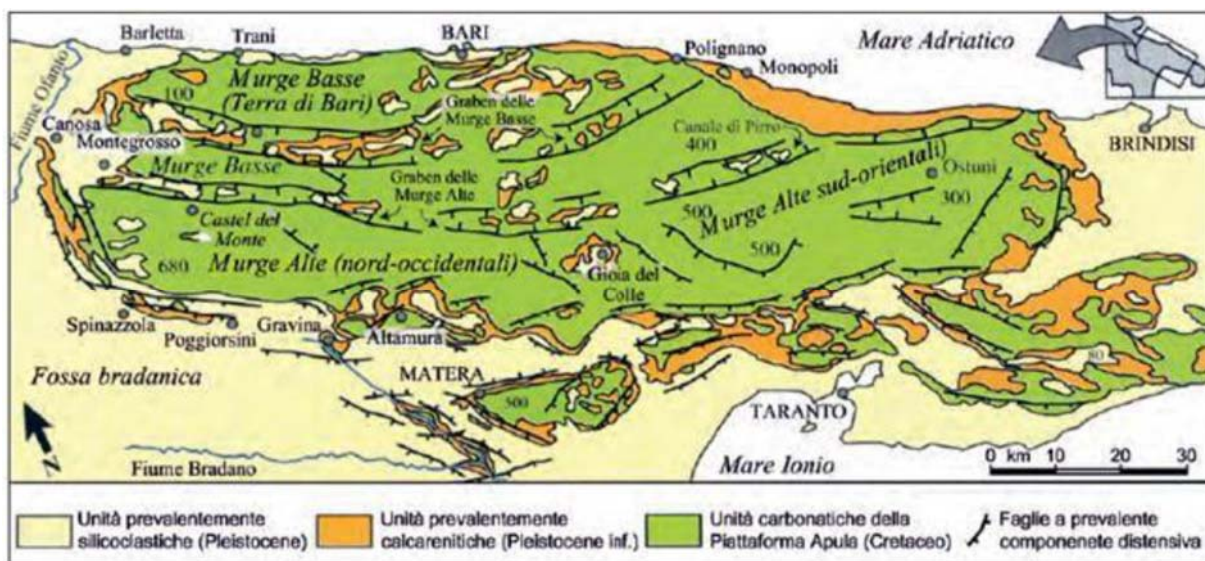 Barletta
Trani
BARI
Polignano
Mare Adriatico
Monopoli
Fiume Ofanto
Murge Basse
(Terra di Bari)
100
Graben delle
Murge Basse
Canosa
Montegrosso
Canale di Pirro
400
BRINDISI
Murge Basse
Graben delle
Murge Alte
Ostuni
Murge Alte sud-orientali)
300
500
500
Castel del
Monte
680
Murge Alte (nord-occidentali)
Gioia del
Colle
Spinazzola
Poggiorsini
Gravina
Altamura
80
Fossa bradanica
MATERA
500
TARANTO
N
Fiume Bradano
Mare Ionio
0 km 10 20 30
Unità prevalentemente
silicoclastiche (Pleistocene)
Unità prevalentemente
calcarenitiche (Pleistocene inf.)
Unità carbonatiche della
Piattaforma Apula (Cretaceo)
Faglie a prevalente
componenete distensiva